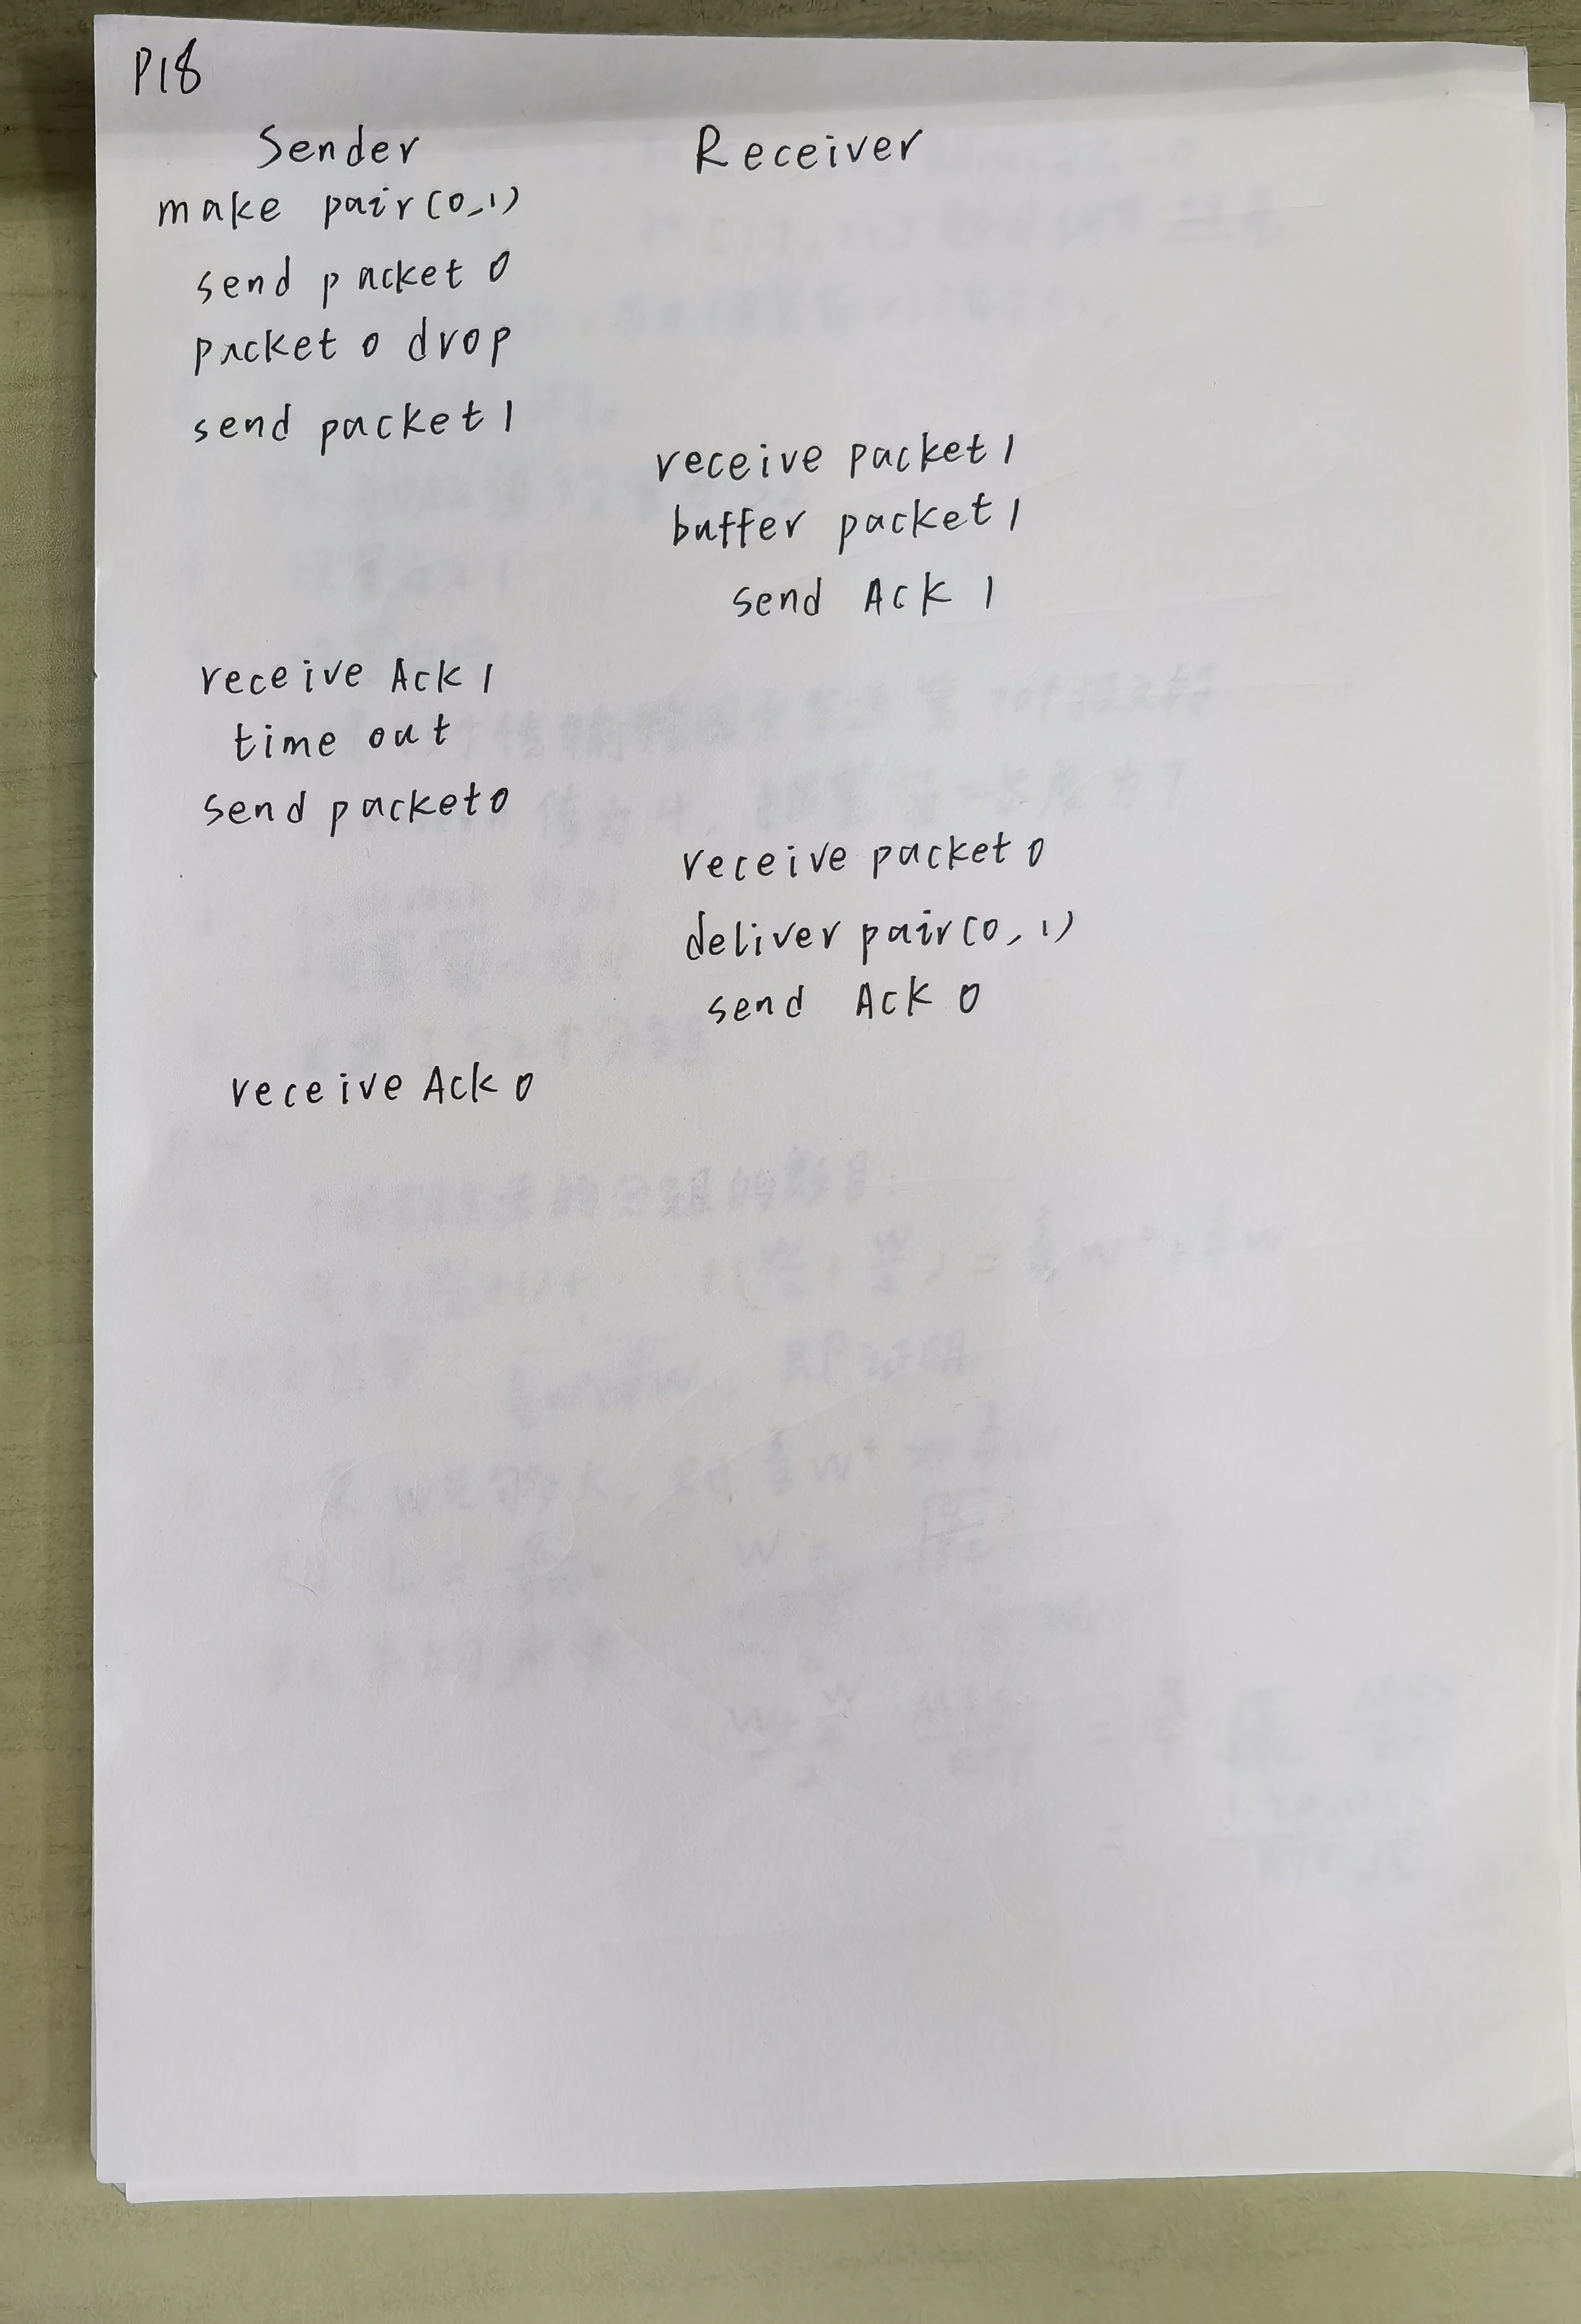 P18
Sender Receiver
make pair(0,1)
send packet 0
packet 0 drop
send packet 1
receive packet 1
buffer packet 1
send Ack 1
receive Ack 1
time out
send packet 0
receive packet 0
deliver pair(0,1)
send Ack 0
receive Ack 0